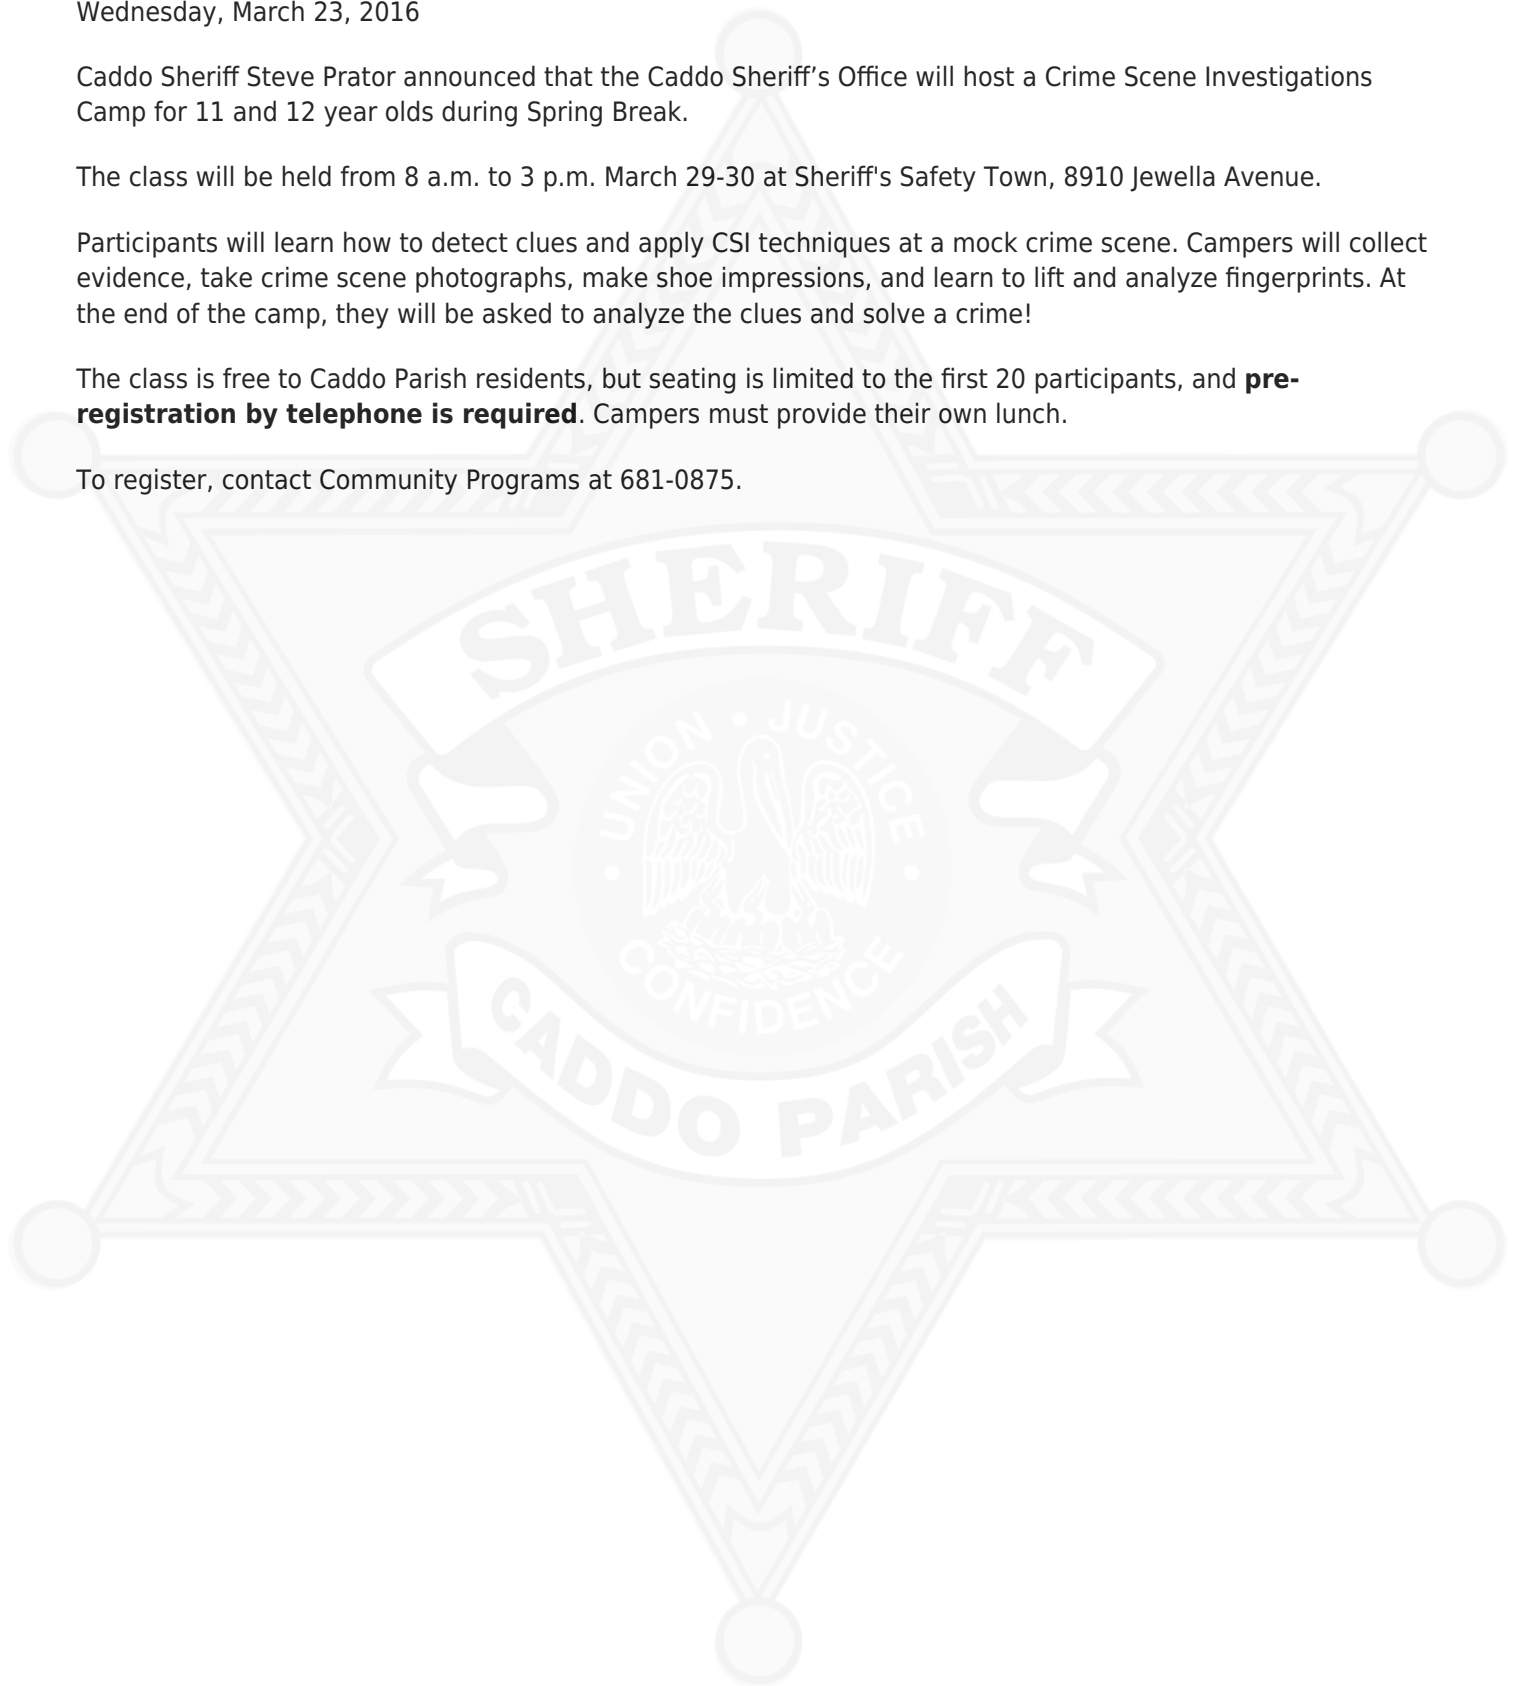 Wednesday, March 23, 2016
Caddo Sheriff Steve Prator announced that the Caddo Sheriff’s Office will host a Crime Scene Investigations
Camp for 11 and 12 year olds during Spring Break.
The class will be held from 8 a.m. to 3 p.m. March 29-30 at Sheriff's Safety Town, 8910 Jewella Avenue.
Participants will learn how to detect clues and apply CSI techniques at a mock crime scene. Campers will collect
evidence, take crime scene photographs, make shoe impressions, and learn to lift and analyze fingerprints. At
the end of the camp, they will be asked to analyze the clues and solve a crime!
The class is free to Caddo Parish residents, but seating is limited to the first 20 participants, and pre-
registration by telephone is required. Campers must provide their own lunch.
To register, contact Community Programs at 681-0875.
SHERIFF
UNION • JUSTICE
• CONFIDENCE •
CADDO PARISH